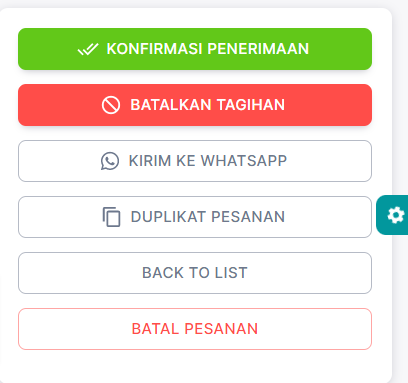 KONFIRMASI PENERIMAAN
BATALKAN TAGIHAN
KIRIM KE WHATSAPP
DUPLIKAT PESANAN
BACK TO LIST
BATAL PESANAN